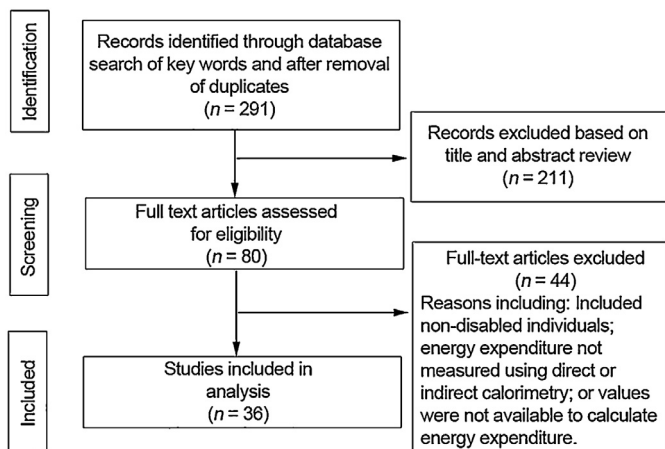 Identification
Records identified through database
search of key words and after removal
of duplicates
(n = 291)
Records excluded based on
title and abstract review
(n = 211)
Screening
Full text articles assessed
for eligibility
(n = 80)
Full-text articles excluded
(n = 44)
Reasons including: Included
non-disabled individuals;
energy expenditure not
measured using direct or
indirect calorimetry; or values
were not available to calculate
energy expenditure.
Included
Studies included in
analysis
(n = 36)